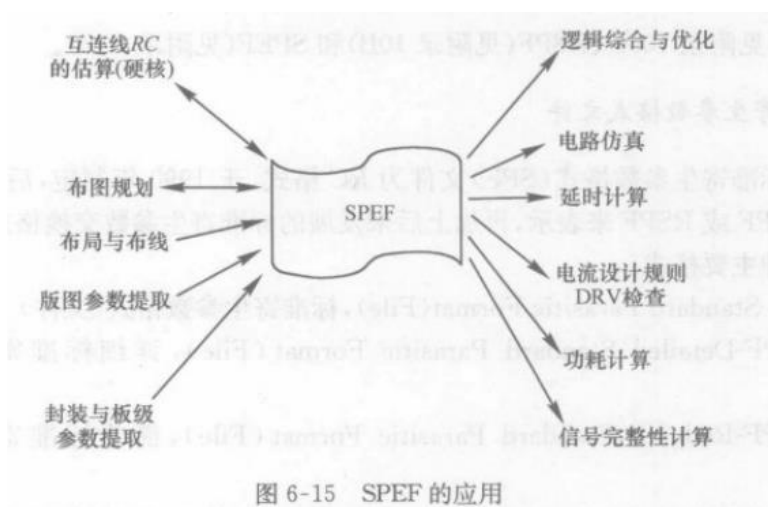 互连线RC
的估算(硬核)
布图规划
布局与布线
版图参数提取
封装与板级
参数提取
SPEF
逻辑综合与优化
电路仿真
延时计算
电流设计规则
DRV检查
功耗计算
信号完整性计算
图 6-15 SPEF 的应用